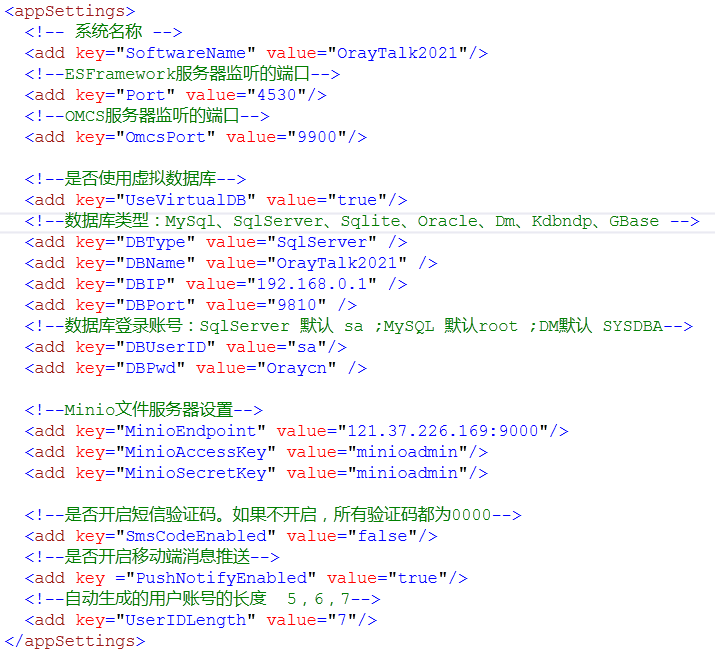 <appSettings>
<!-- 系统名称 -->
<add key="SoftwareName" value="OrayTalk2021"/>
<!--ESFramework服务器监听的端口-->
<add key="Port" value="4530"/>
<!--OMCS服务器监听的端口-->
<add key="OmcsPort" value="9900"/>
<!--是否使用虚拟数据库-->
<add key="UseVirtualDB" value="true"/>
<!--数据库类型：MySql、SqlServer、Sqlite、Oracle、Dm、Kdbndp、GBase -->
<add key="DBType" value="SqlServer" />
<add key="DBName" value="OrayTalk2021" />
<add key="DBIP" value="192.168.0.1" />
<add key="DBPort" value="9810" />
<!--数据库登录账号：SqlServer 默认 sa ;MySQL 默认root ;DM默认 SYSDBA-->
<add key="DBUserID" value="sa"/>
<add key="DBPwd" value="Oraycn" />
<!--Minio文件服务器设置-->
<add key="MinioEndpoint" value="121.37.226.169:9000"/>
<add key="MinioAccessKey" value="minioadmin"/>
<add key="MinioSecretKey" value="minioadmin"/>
<!--是否开启短信验证码。如果不开启，所有验证码都为0000-->
<add key="SmsCodeEnabled" value="false"/>
<!--是否开启移动端消息推送-->
<add key ="PushNotifyEnabled" value="true"/>
<!--自动生成的用户账号的长度  5，6，7-->
<add key="UserIDLength" value="7"/>
</appSettings>